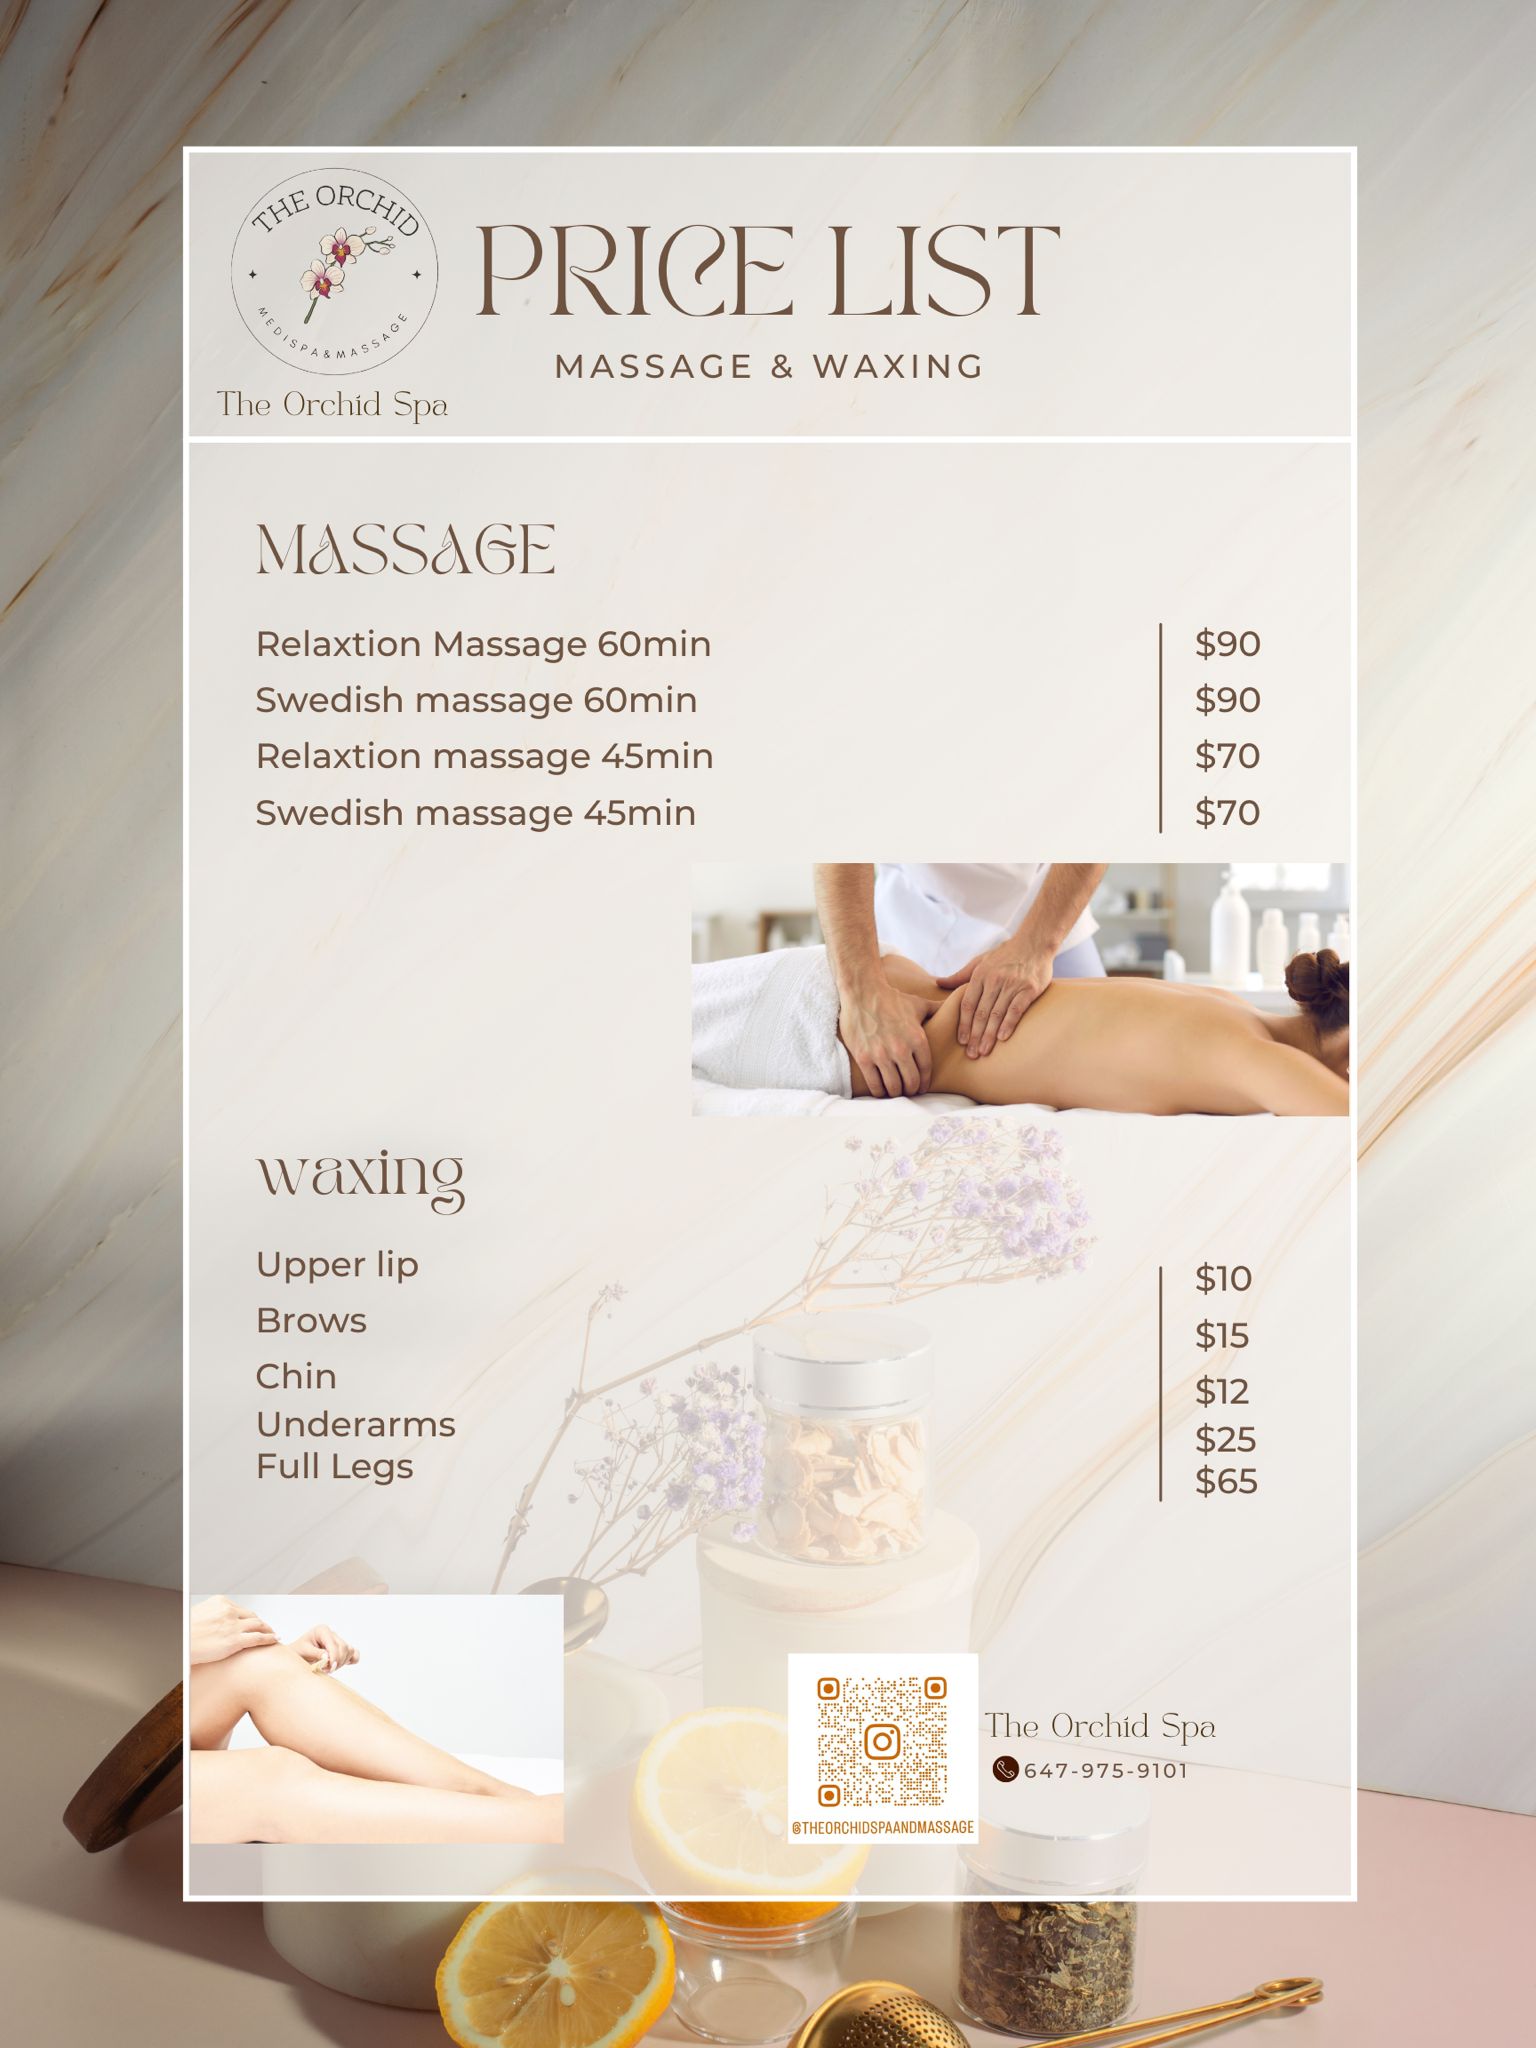 THE ORCHID
MEDISPA&MASSAGE
The Orchid Spa
PRICE LIST
MASSAGE & WAXING
MASSAGE
Relaxtion Massage 60min $90
Swedish massage 60min $90
Relaxtion massage 45min $70
Swedish massage 45min $70
waxing
Upper lip $10
Brows $15
Chin $12
Underarms $25
Full Legs $65
@THEORCHIDSPAANDMASSAGE
The Orchid Spa
647-975-9101